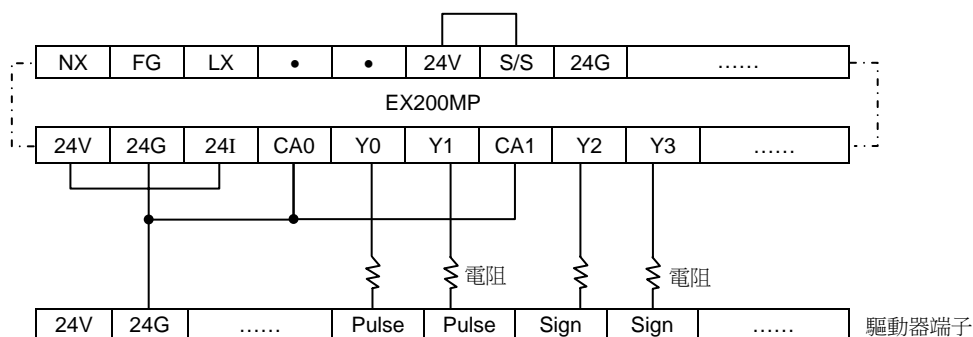 NX FG LX • • 24V S/S 24G ……
EX200MP
24V 24G 24I CA0 Y0 Y1 CA1 Y2 Y3 ……
電阻 電阻
24V 24G …… Pulse Pulse Sign Sign …… 驅動器端子